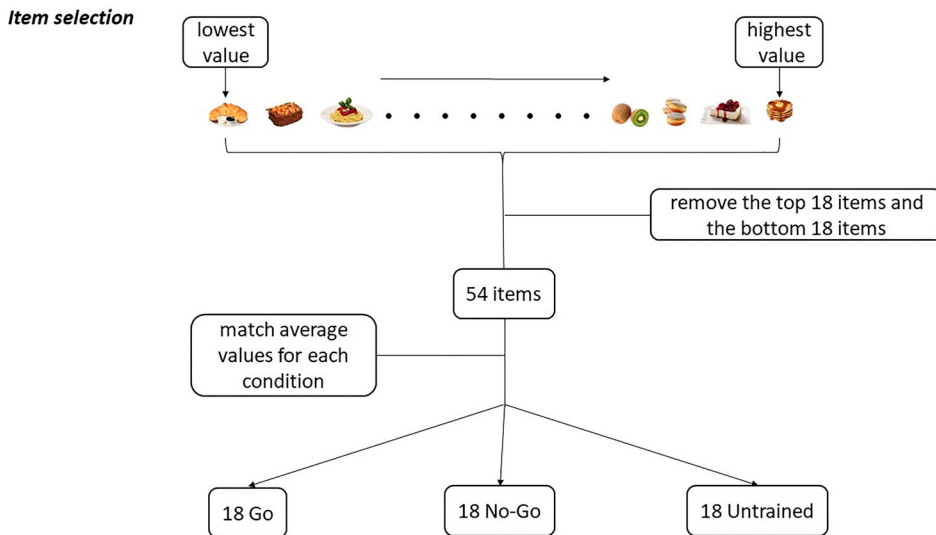 Item selection
lowest
value
highest
value
remove the top 18 items and
the bottom 18 items
54 items
match average
values for each
condition
18 Go
18 No-Go
18 Untrained